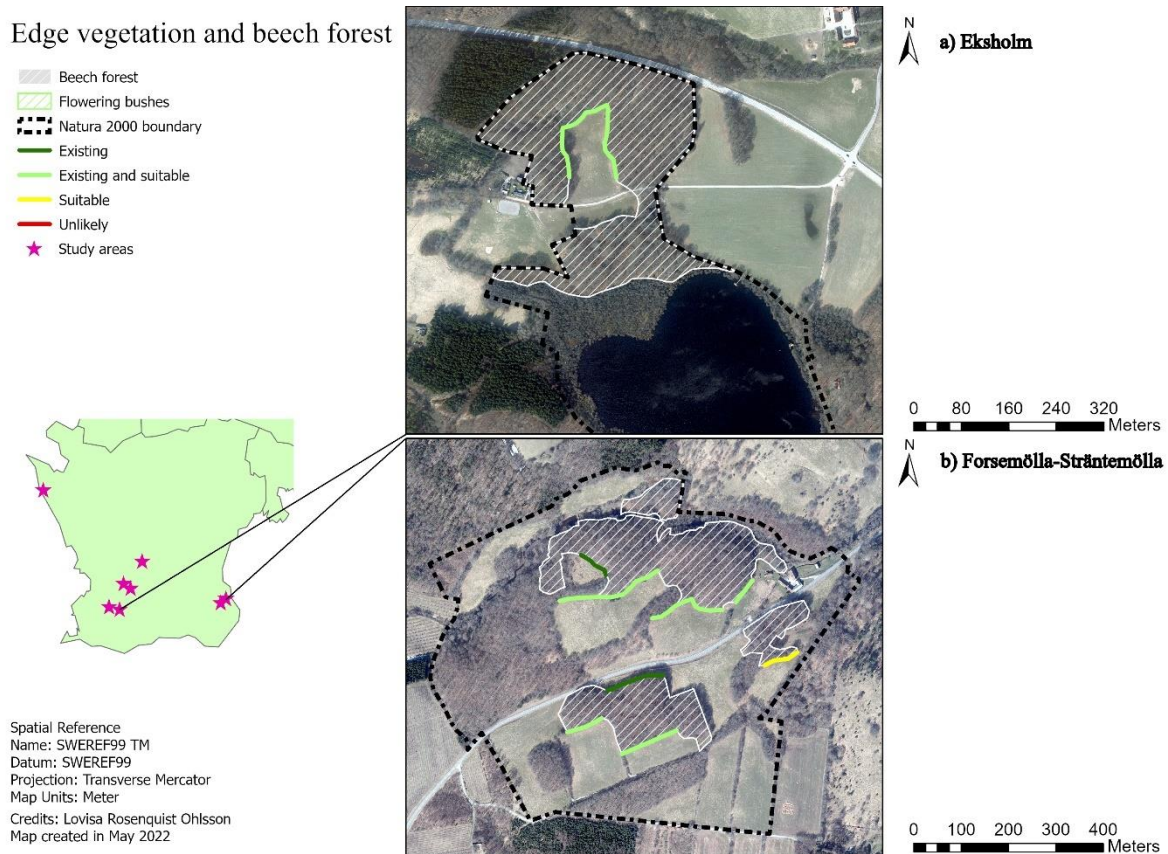 Edge vegetation and beech forest
Beech forest
Flowering bushes
Natura 2000 boundary
Existing
Existing and suitable
Suitable
Unlikely
Study areas
Spatial Reference
Name: SWEREF99 TM
Datum: SWEREF99
Projection: Transverse Mercator
Map Units: Meter
Credits: Lovisa Rosenquist Ohlsson
Map created in May 2022
N
a) Eksholm
0 80 160 240 320
Meters
N
b) Forsemölla-Sträntemölla
0 100 200 300 400
Meters